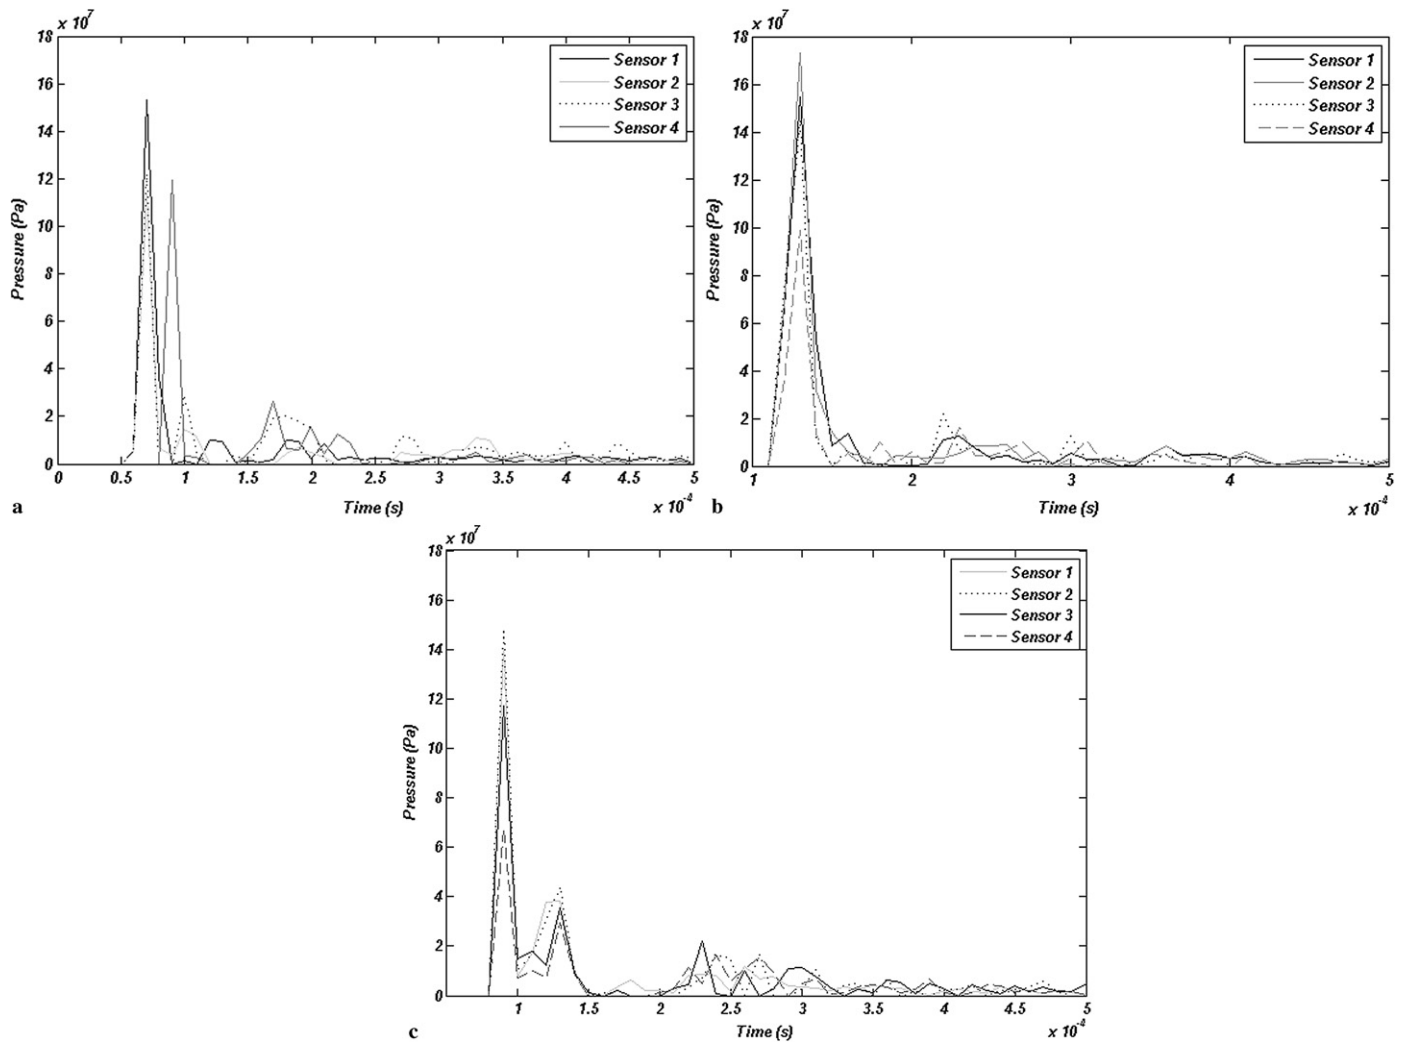 x 10^7
18
16
14
12
10
8
6
4
2
0
Pressure (Pa)
0 0.5 1 1.5 2 2.5 3 3.5 4 4.5 5
Time (s)
x 10^-4
Sensor 1
Sensor 2
Sensor 3
Sensor 4
a
x 10^7
18
16
14
12
10
8
6
4
2
0
Pressure (Pa)
1 2 3 4 5
Time (s)
x 10^-4
Sensor 1
Sensor 2
Sensor 3
Sensor 4
b
x 10^7
18
16
14
12
10
8
6
4
2
0
Pressure (Pa)
1 1.5 2 2.5 3 3.5 4 4.5 5
Time (s)
x 10^-4
Sensor 1
Sensor 2
Sensor 3
Sensor 4
c